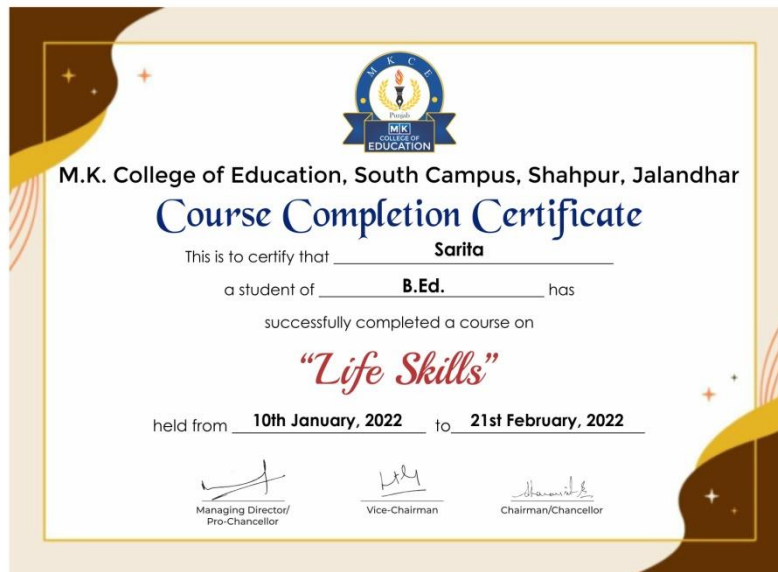 M K C E
Punjab
MK
COLLEGE OF
EDUCATION
M.K. College of Education, South Campus, Shahpur, Jalandhar
Course Completion Certificate
This is to certify that Sarita
a student of B.Ed. has
successfully completed a course on
“Life Skills”
held from 10th January, 2022 to 21st February, 2022
Managing Director/ Vice-Chairman Chairman/Chancellor
Pro-Chancellor